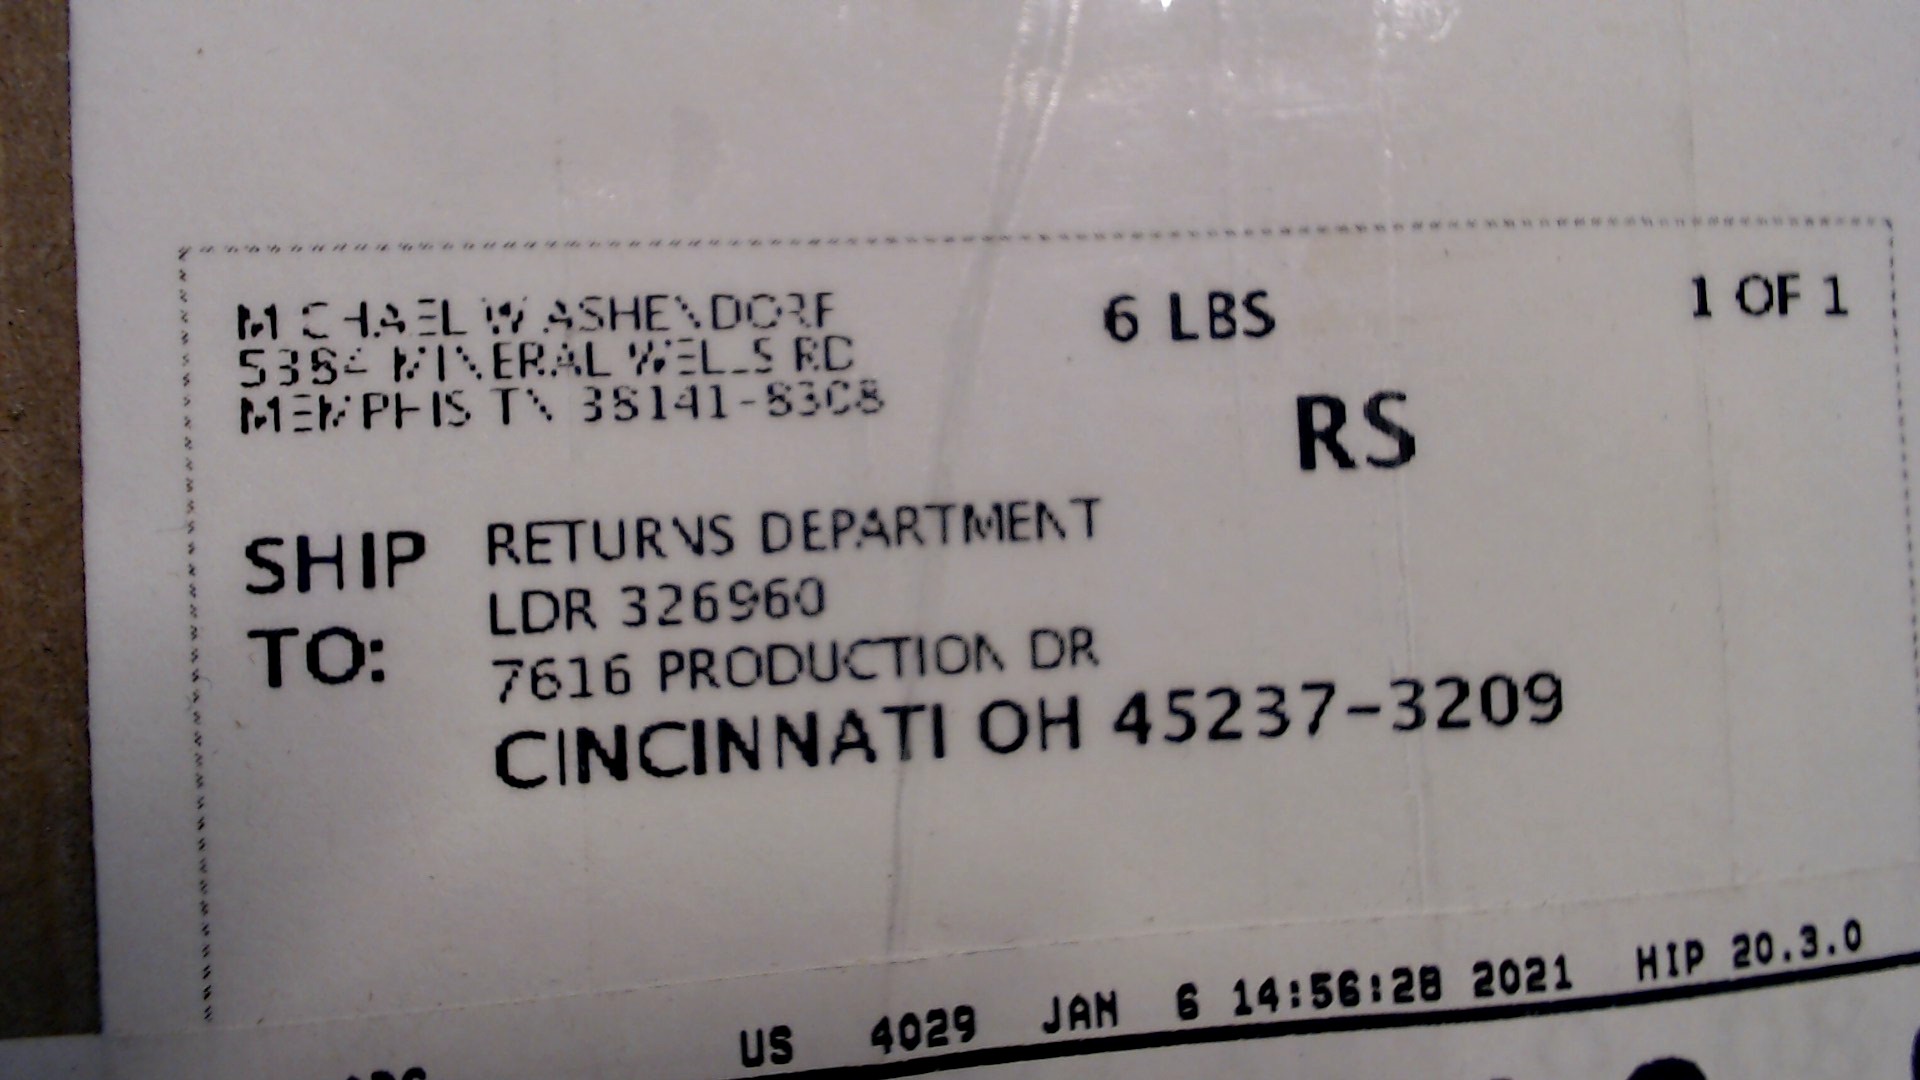 MICHAEL WASHENDORF
5384 MINERAL WELLS RD
MEMPHIS TN 38141-8308
6 LBS
1 OF 1
RS
SHIP TO:
RETURNS DEPARTMENT
LDR 326960
7616 PRODUCTION DR
CINCINNATI OH 45237-3209
US 4029 JAN 6 14:56:28 2021 HIP 20.3.0